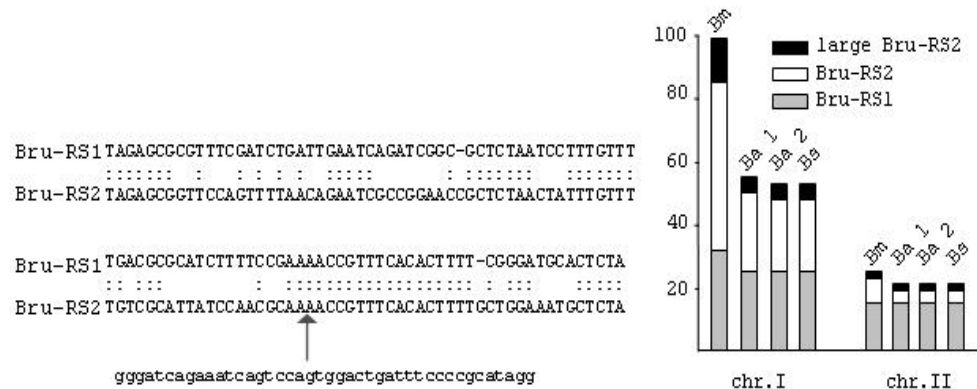 Bru-RS1 TAGAGCGCGTTTCGATCTGATTGAATCAGATCGGC-GCTCTAATCCTTTGTTT
Bru-RS2 TAGAGCGGTTCCAGTTTTAACAGAATCGCCGGAACCGCTCTAACTATTTGTTT
Bru-RS1 TGACGCGCATCTTTTCCGAAAACCGTTTCACACTTTT-CGGGATGCACTCTA
Bru-RS2 TGTCGCATTATCCAACGCAAAACCGTTTCACACTTTTGCTGGAAATGCTCTA
gggatcagaaatcagtccagtggactgatttccccgcatagg
100
80
60
40
20
large Bru-RS2
Bru-RS2
Bru-RS1
Bm
Ba 1
Ba 2
Bs
Bm
Ba 1
Ba 2
Bs
chr.I
chr.II